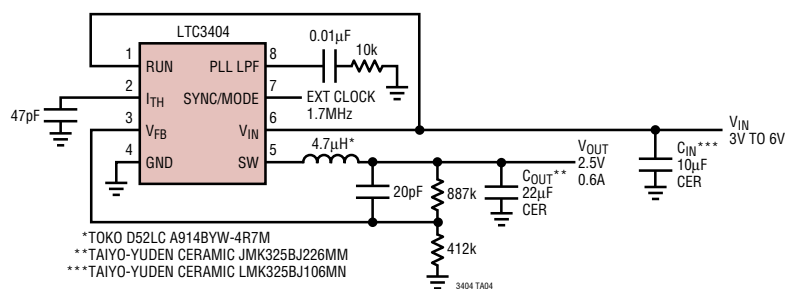 LTC3404
0.01µF
10k
1
RUN
PLL LPF
8
2
ITH
SYNC/MODE
7
EXT CLOCK
1.7MHz
47pF
3
VFB
VIN
6
VIN
3V TO 6V
4
GND
SW
5
4.7µH*
VOUT
2.5V
0.6A
CIN***
10µF
CER
20pF
887k
COUT**
22µF
CER
412k
*TOKO D52LC A914BYW-4R7M
**TAIYO-YUDEN CERAMIC JMK325BJ226MM
***TAIYO-YUDEN CERAMIC LMK325BJ106MN
3404 TA04